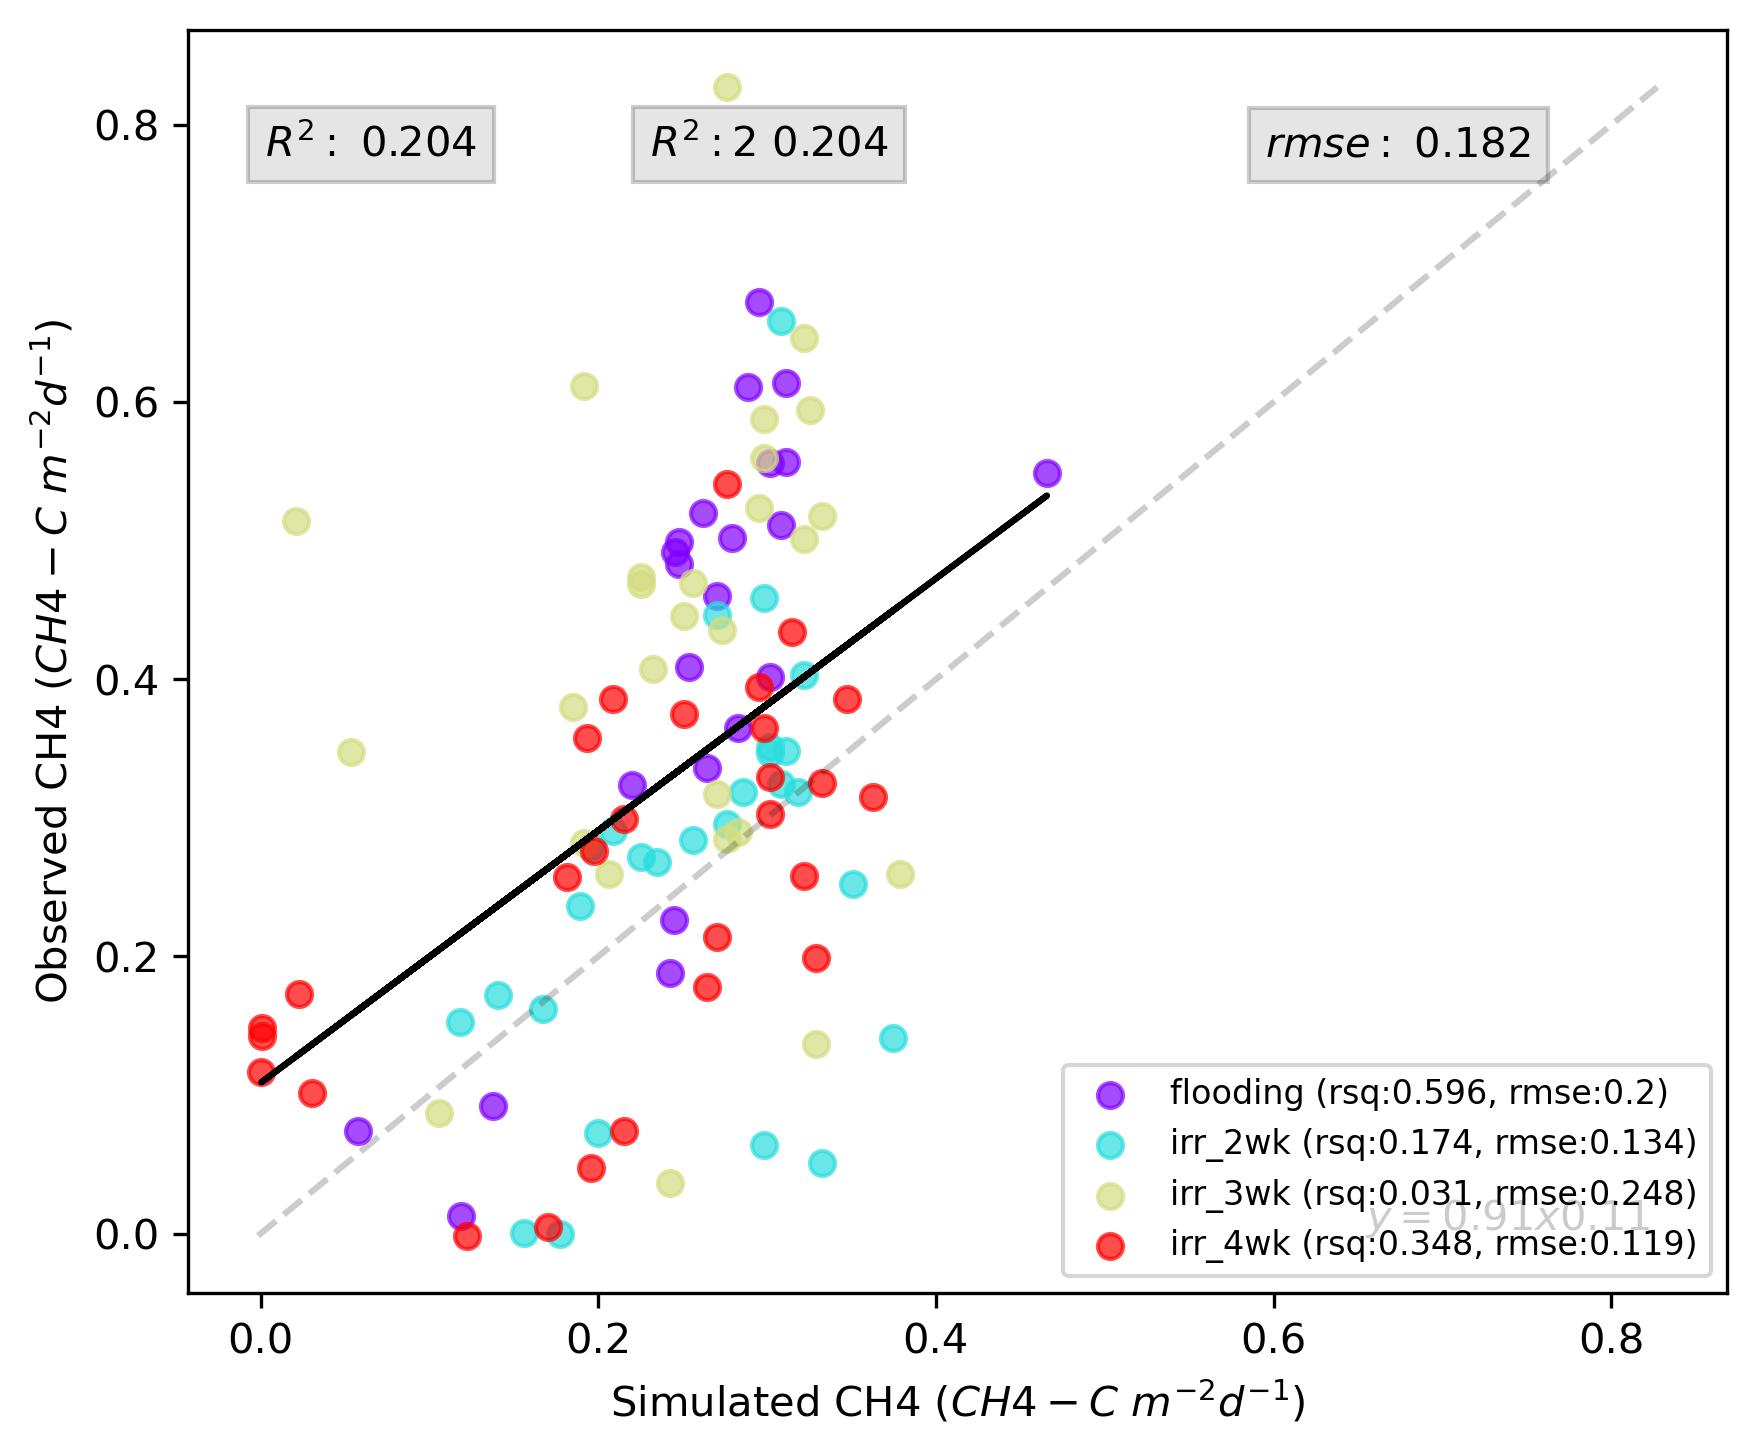 R² : 0.204
R² : 2 0.204
rmse : 0.182
0.8
0.6
0.4
0.2
0.0
Observed CH4 (CH4 − C m⁻²d⁻¹)
flooding (rsq:0.596, rmse:0.2)
irr_2wk (rsq:0.174, rmse:0.134)
irr_3wk (rsq:0.031, rmse:0.248)
y = 0.91x0.11
irr_4wk (rsq:0.348, rmse:0.119)
0.0 0.2 0.4 0.6 0.8
Simulated CH4 (CH4 − C m⁻²d⁻¹)